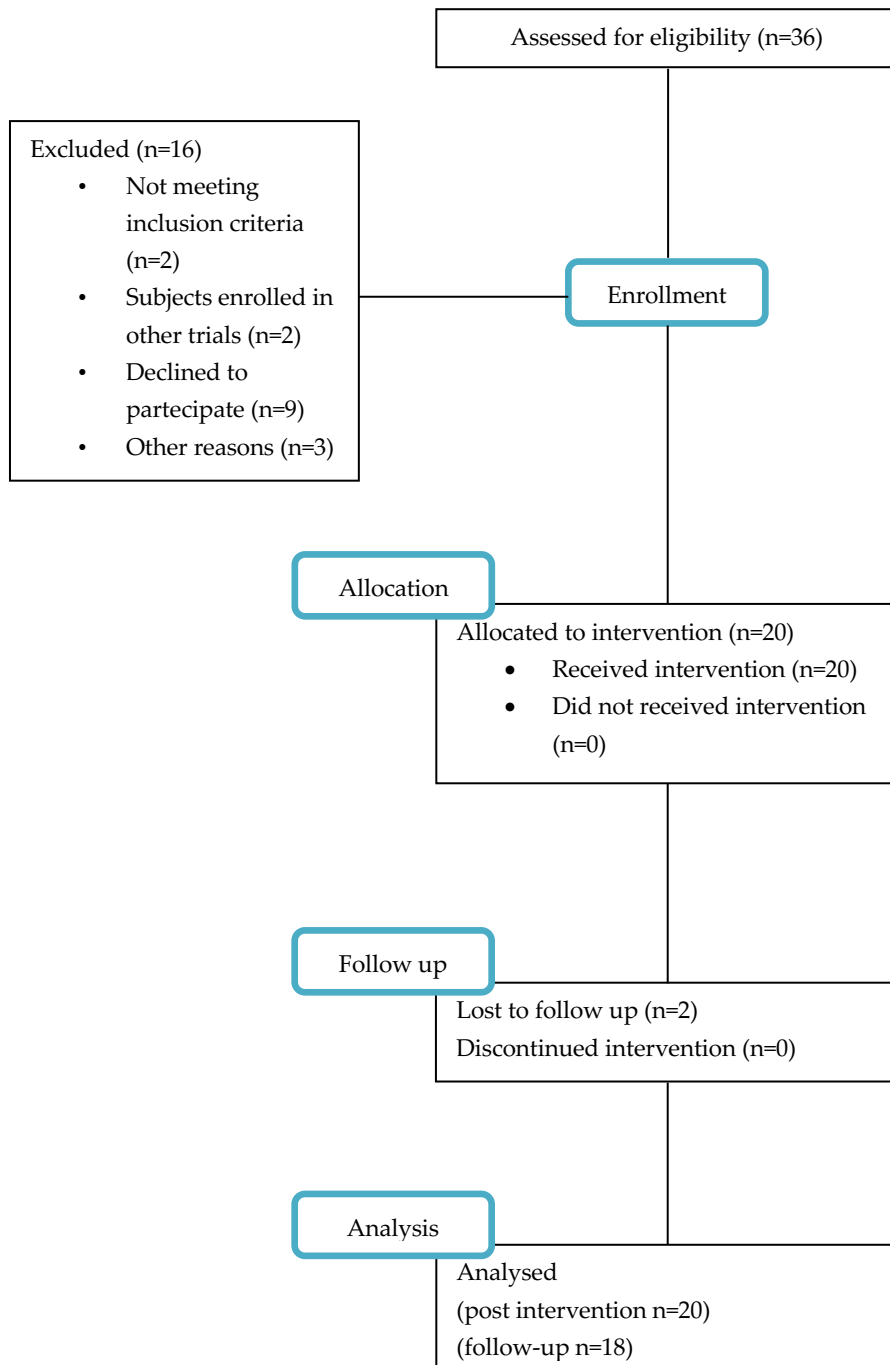 Assessed for eligibility (n=36)
Excluded (n=16)
• Not meeting
inclusion criteria
(n=2)
• Subjects enrolled in
other trials (n=2)
• Declined to
partecipate (n=9)
• Other reasons (n=3)
Enrollment
Allocation
Allocated to intervention (n=20)
• Received intervention (n=20)
• Did not received intervention
(n=0)
Follow up
Lost to follow up (n=2)
Discontinued intervention (n=0)
Analysis
Analysed
(post intervention n=20)
(follow-up n=18)